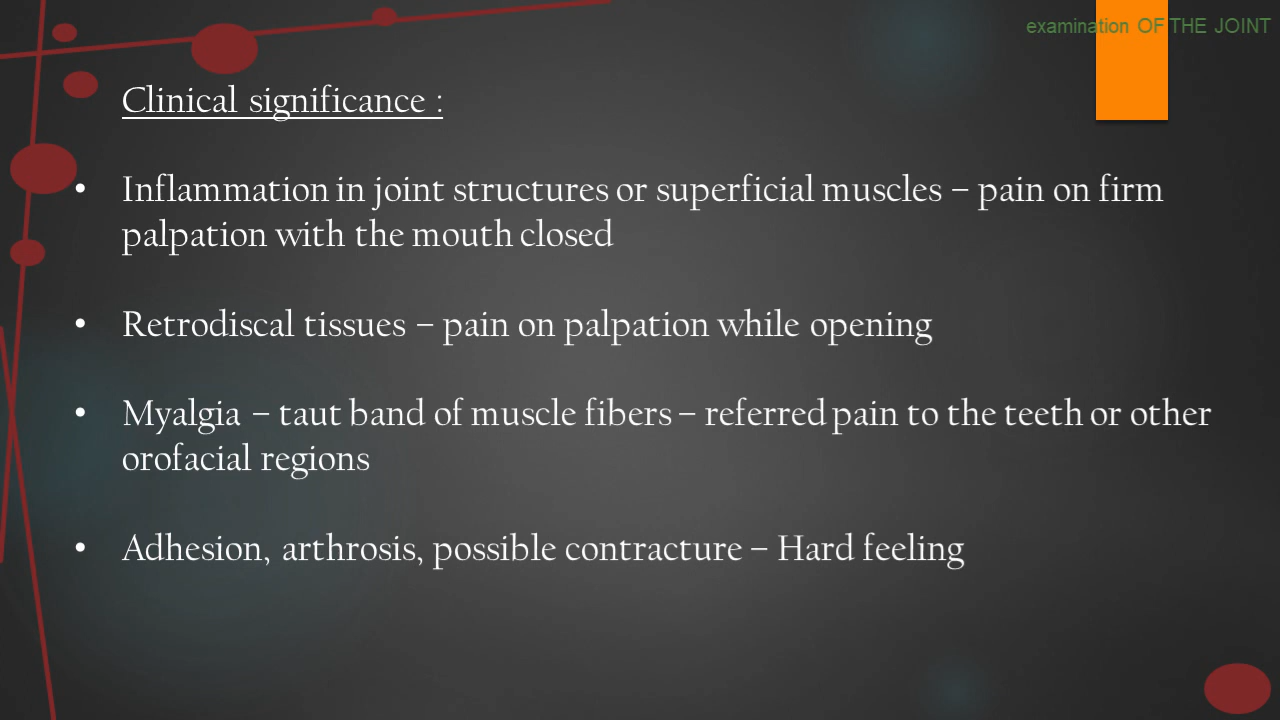 examination OF THE JOINT
Clinical significance :
• Inflammation in joint structures or superficial muscles – pain on firm
palpation with the mouth closed
• Retrodiscal tissues – pain on palpation while opening
• Myalgia – taut band of muscle fibers – referred pain to the teeth or other
orofacial regions
• Adhesion, arthrosis, possible contracture – Hard feeling